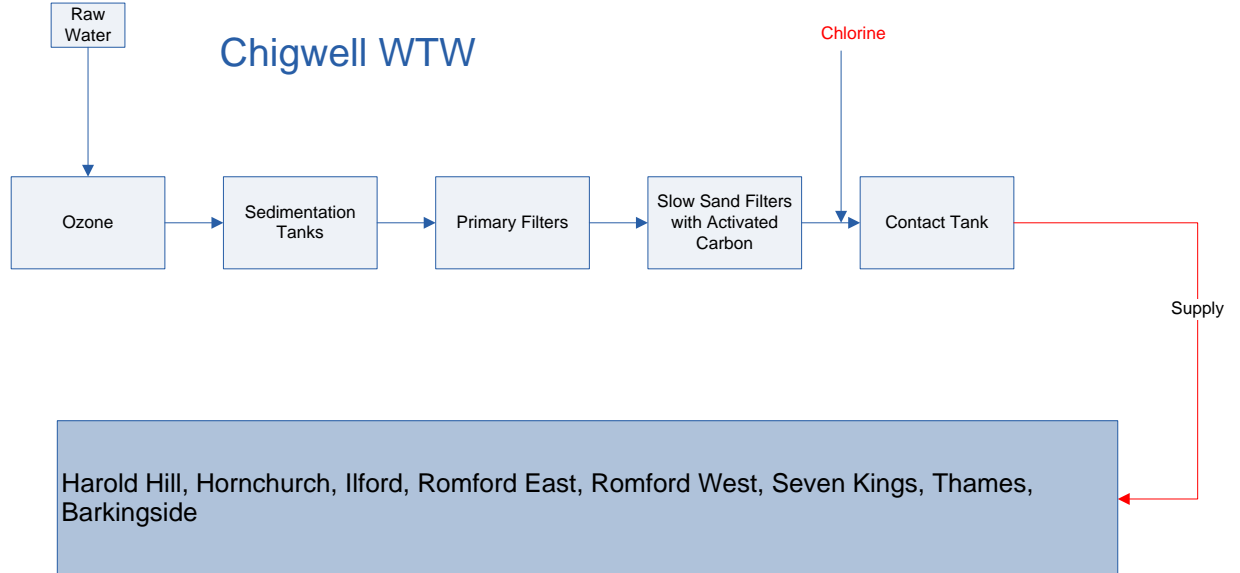 Raw
Water
Chigwell WTW
Chlorine
Ozone
Sedimentation
Tanks
Primary Filters
Slow Sand Filters
with Activated
Carbon
Contact Tank
Supply
Harold Hill, Hornchurch, Ilford, Romford East, Romford West, Seven Kings, Thames,
Barkingside